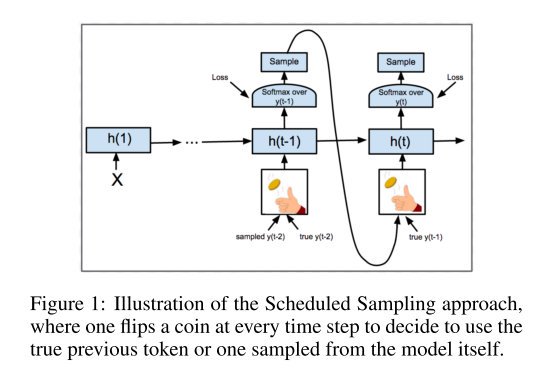 Sample
Sample
Loss
Softmax over
y(t-1)
Softmax over
y(t)
Loss
h(1)
...
h(t-1)
h(t)
X
sampled y(t-2)
true y(t-2)
true y(t-1)
Figure 1: Illustration of the Scheduled Sampling approach,
where one flips a coin at every time step to decide to use the
true previous token or one sampled from the model itself.